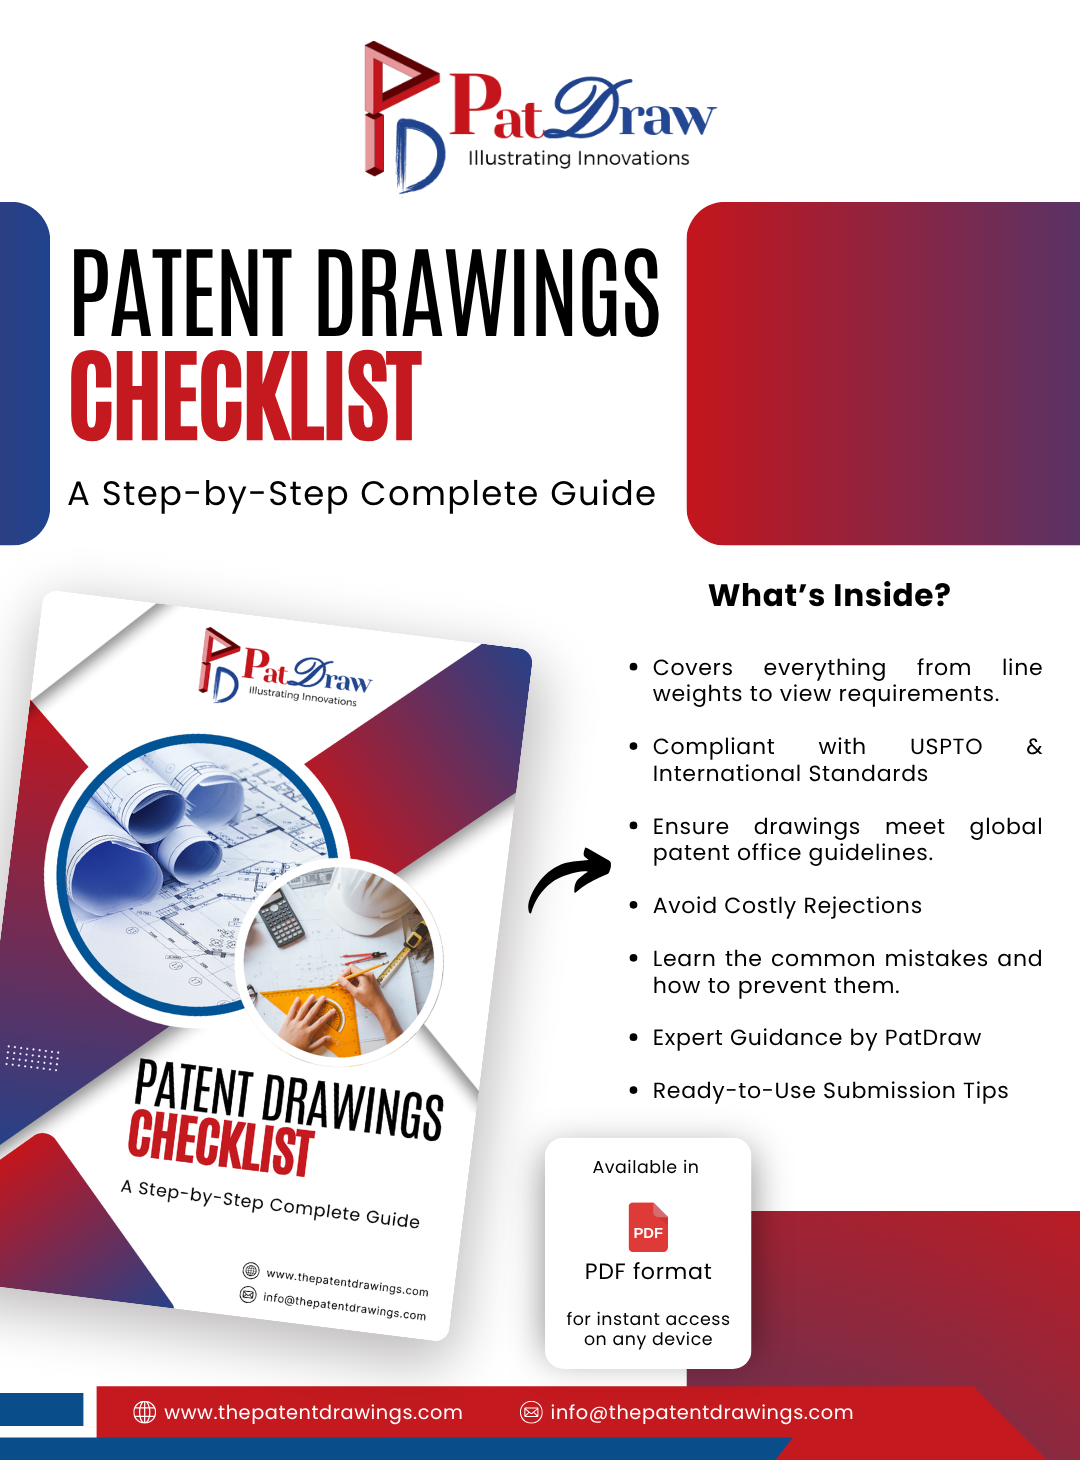 PatDraw
Illustrating Innovations
PATENT DRAWINGS
CHECKLIST
A Step-by-Step Complete Guide
PatDraw
Illustrating Innovations
PATENT DRAWINGS
CHECKLIST
A Step-by-Step Complete Guide
www.thepatentdrawings.com
info@thepatentdrawings.com
What’s Inside?
• Covers everything from line
weights to view requirements.
• Compliant with USPTO &
International Standards
• Ensure drawings meet global
patent office guidelines.
• Avoid Costly Rejections
• Learn the common mistakes and
how to prevent them.
• Expert Guidance by PatDraw
• Ready-to-Use Submission Tips
Available in
PDF
PDF format
for instant access
on any device
www.thepatentdrawings.com
info@thepatentdrawings.com